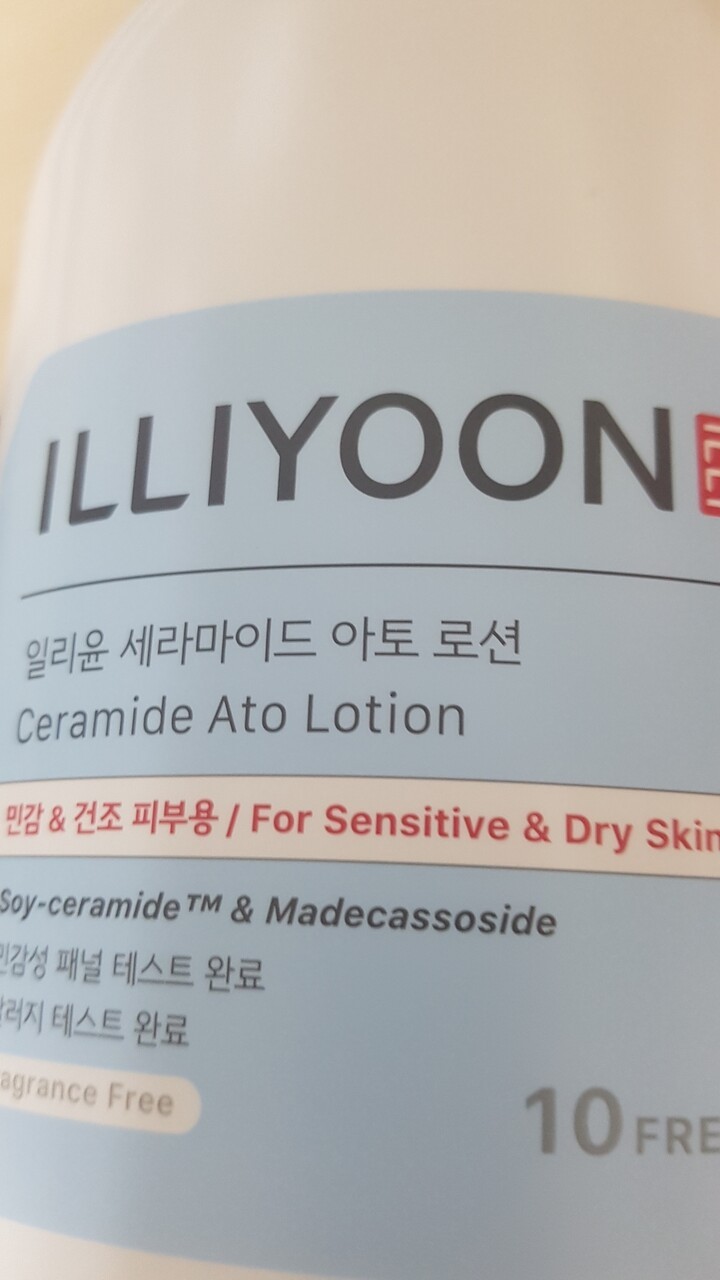 ILLIYOON
일리윤 세라마이드 아토 로션
Ceramide Ato Lotion
민감 & 건조 피부용 / For Sensitive & Dry Skin
Soy-ceramide™ & Madecassoside
민감성 패널 테스트 완료
테스트 완료
Free
10